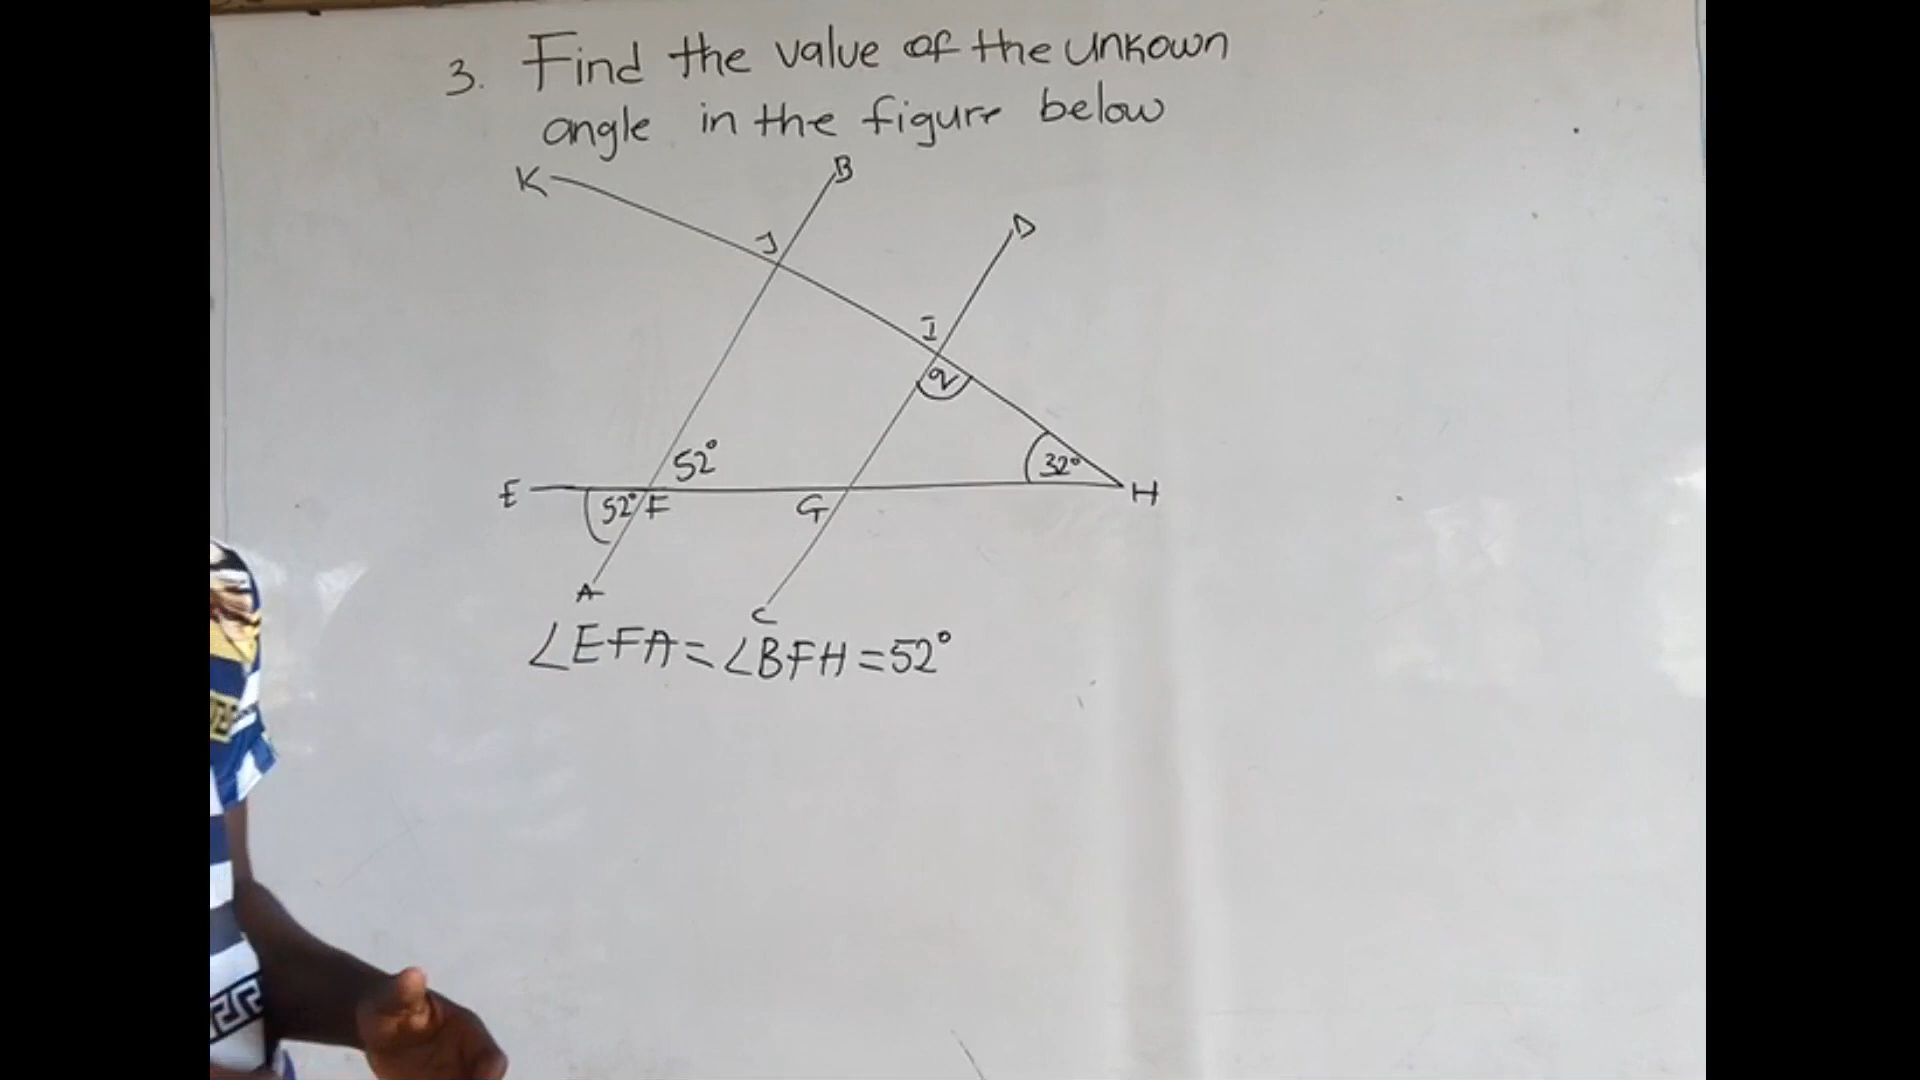 3. Find the value of the unkown
angle in the figure below
K
B
J
D
I
q
52°
32°
E
52°
F
G
H
A
C
∠EFA=∠BFH=52°